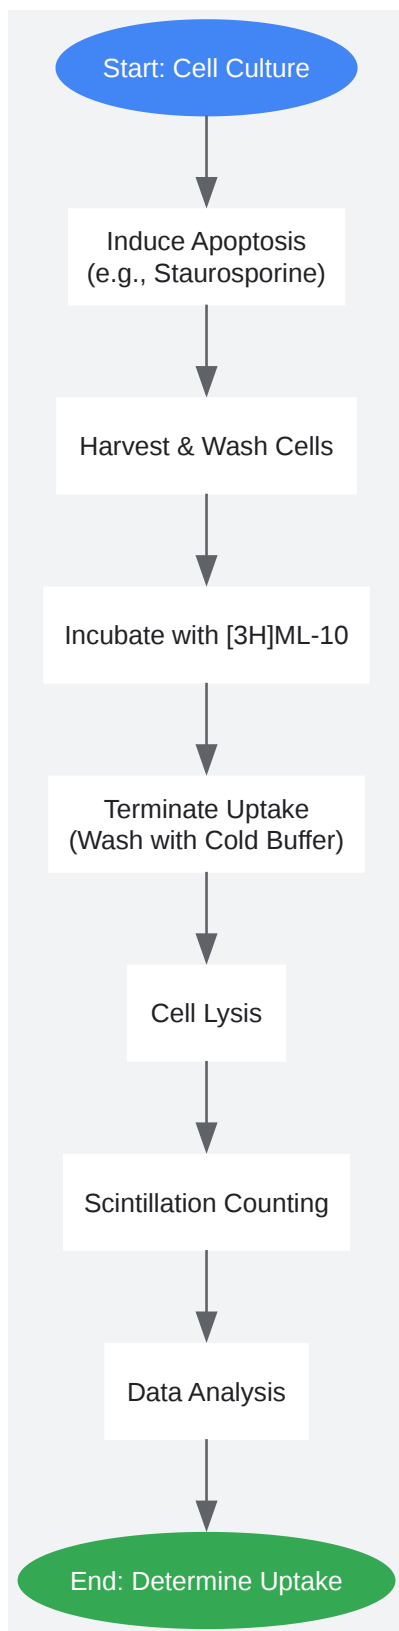 Start: Cell Culture
Induce Apoptosis
(e.g., Staurosporine)
Harvest & Wash Cells
Incubate with [3H]ML-10
Terminate Uptake
(Wash with Cold Buffer)
Cell Lysis
Scintillation Counting
Data Analysis
End: Determine Uptake